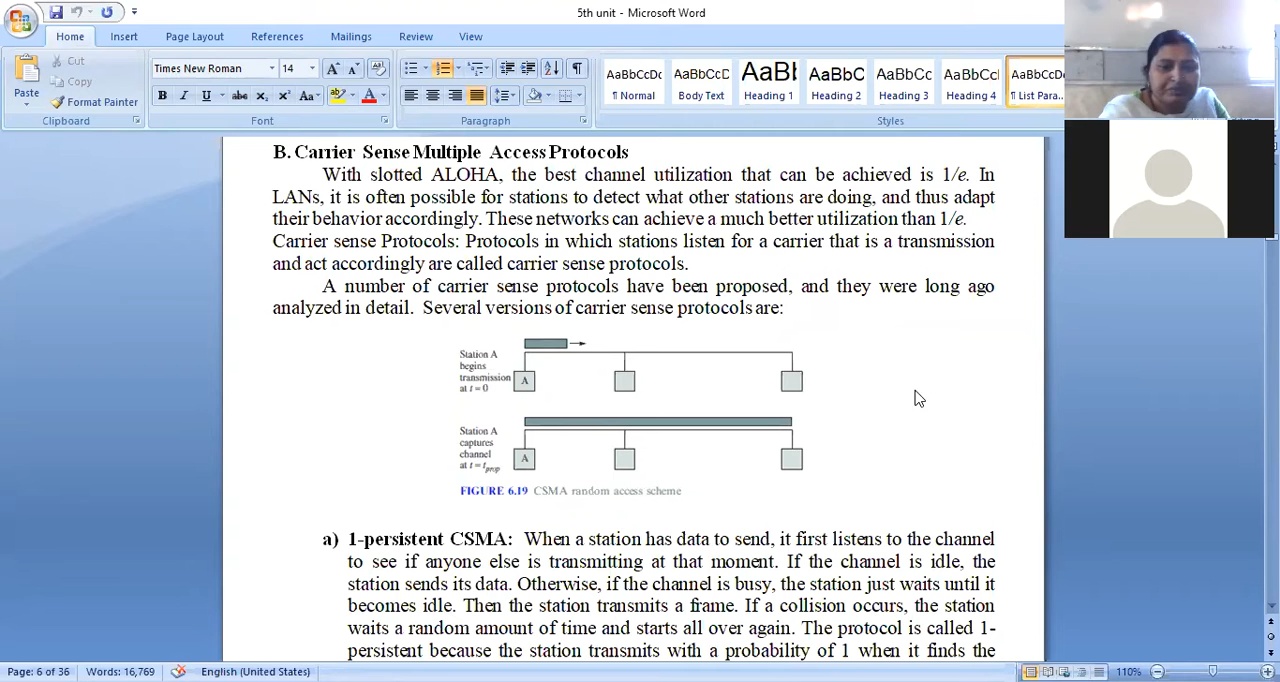 5th unit - Microsoft Word
Home Insert Page Layout References Mailings Review View
Paste
Cut
Copy
Format Painter
Clipboard
Times New Roman 14
Font
Paragraph
AaBbCcDc AaBbCcD AaBl AaBbC AaBbCc AaBbCcl AaBbCcDc
¶ Normal Body Text Heading 1 Heading 2 Heading 3 Heading 4 ¶ List Para...
Styles
B. Carrier Sense Multiple Access Protocols
With slotted ALOHA, the best channel utilization that can be achieved is 1/e. In
LANs, it is often possible for stations to detect what other stations are doing, and thus adapt
their behavior accordingly. These networks can achieve a much better utilization than 1/e.
Carrier sense Protocols: Protocols in which stations listen for a carrier that is a transmission
and act accordingly are called carrier sense protocols.
A number of carrier sense protocols have been proposed, and they were long ago
analyzed in detail. Several versions of carrier sense protocols are:
Station A
begins
transmission
at t = 0
A
Station A
captures
channel
at t = tprop
A
FIGURE 6.19 CSMA random access scheme
a) 1-persistent CSMA: When a station has data to send, it first listens to the channel
to see if anyone else is transmitting at that moment. If the channel is idle, the
station sends its data. Otherwise, if the channel is busy, the station just waits until it
becomes idle. Then the station transmits a frame. If a collision occurs, the station
waits a random amount of time and starts all over again. The protocol is called 1-
persistent because the station transmits with a probability of 1 when it finds the
Page: 6 of 36 Words: 16,769 English (United States) 110%